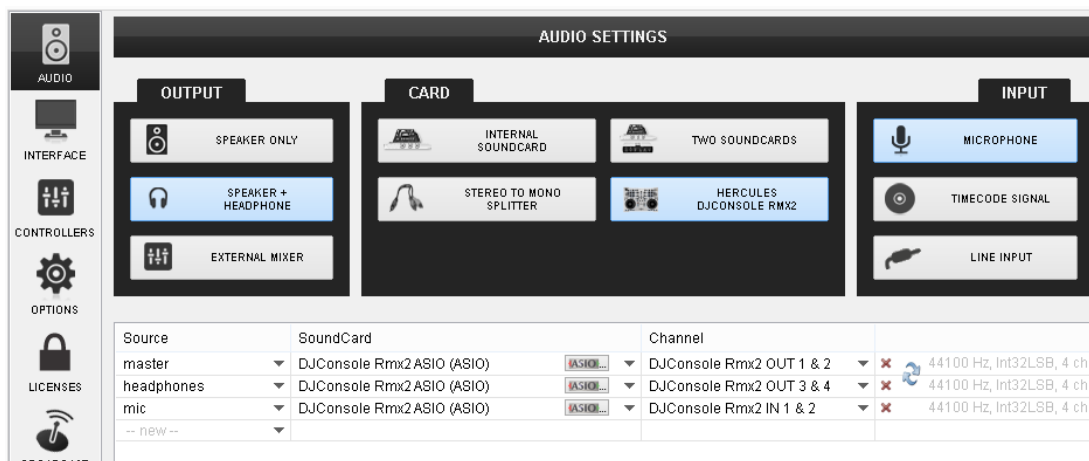 AUDIO SETTINGS
AUDIO
INTERFACE
CONTROLLERS
OPTIONS
LICENSES
OUTPUT
SPEAKER ONLY
SPEAKER +
HEADPHONE
EXTERNAL MIXER
CARD
INTERNAL
SOUNDCARD
TWO SOUNDCARDS
STEREO TO MONO
SPLITTER
HERCULES
DJCONSOLE RMX2
INPUT
MICROPHONE
TIMECODE SIGNAL
LINE INPUT
Source SoundCard Channel
master DJConsole Rmx2 ASIO (ASIO) ASIO... DJConsole Rmx2 OUT 1 & 2 44100 Hz, Int32LSB, 4 ch
headphones DJConsole Rmx2 ASIO (ASIO) ASIO... DJConsole Rmx2 OUT 3 & 4 44100 Hz, Int32LSB, 4 ch
mic DJConsole Rmx2 ASIO (ASIO) ASIO... DJConsole Rmx2 IN 1 & 2 44100 Hz, Int32LSB, 4 ch
-- new --